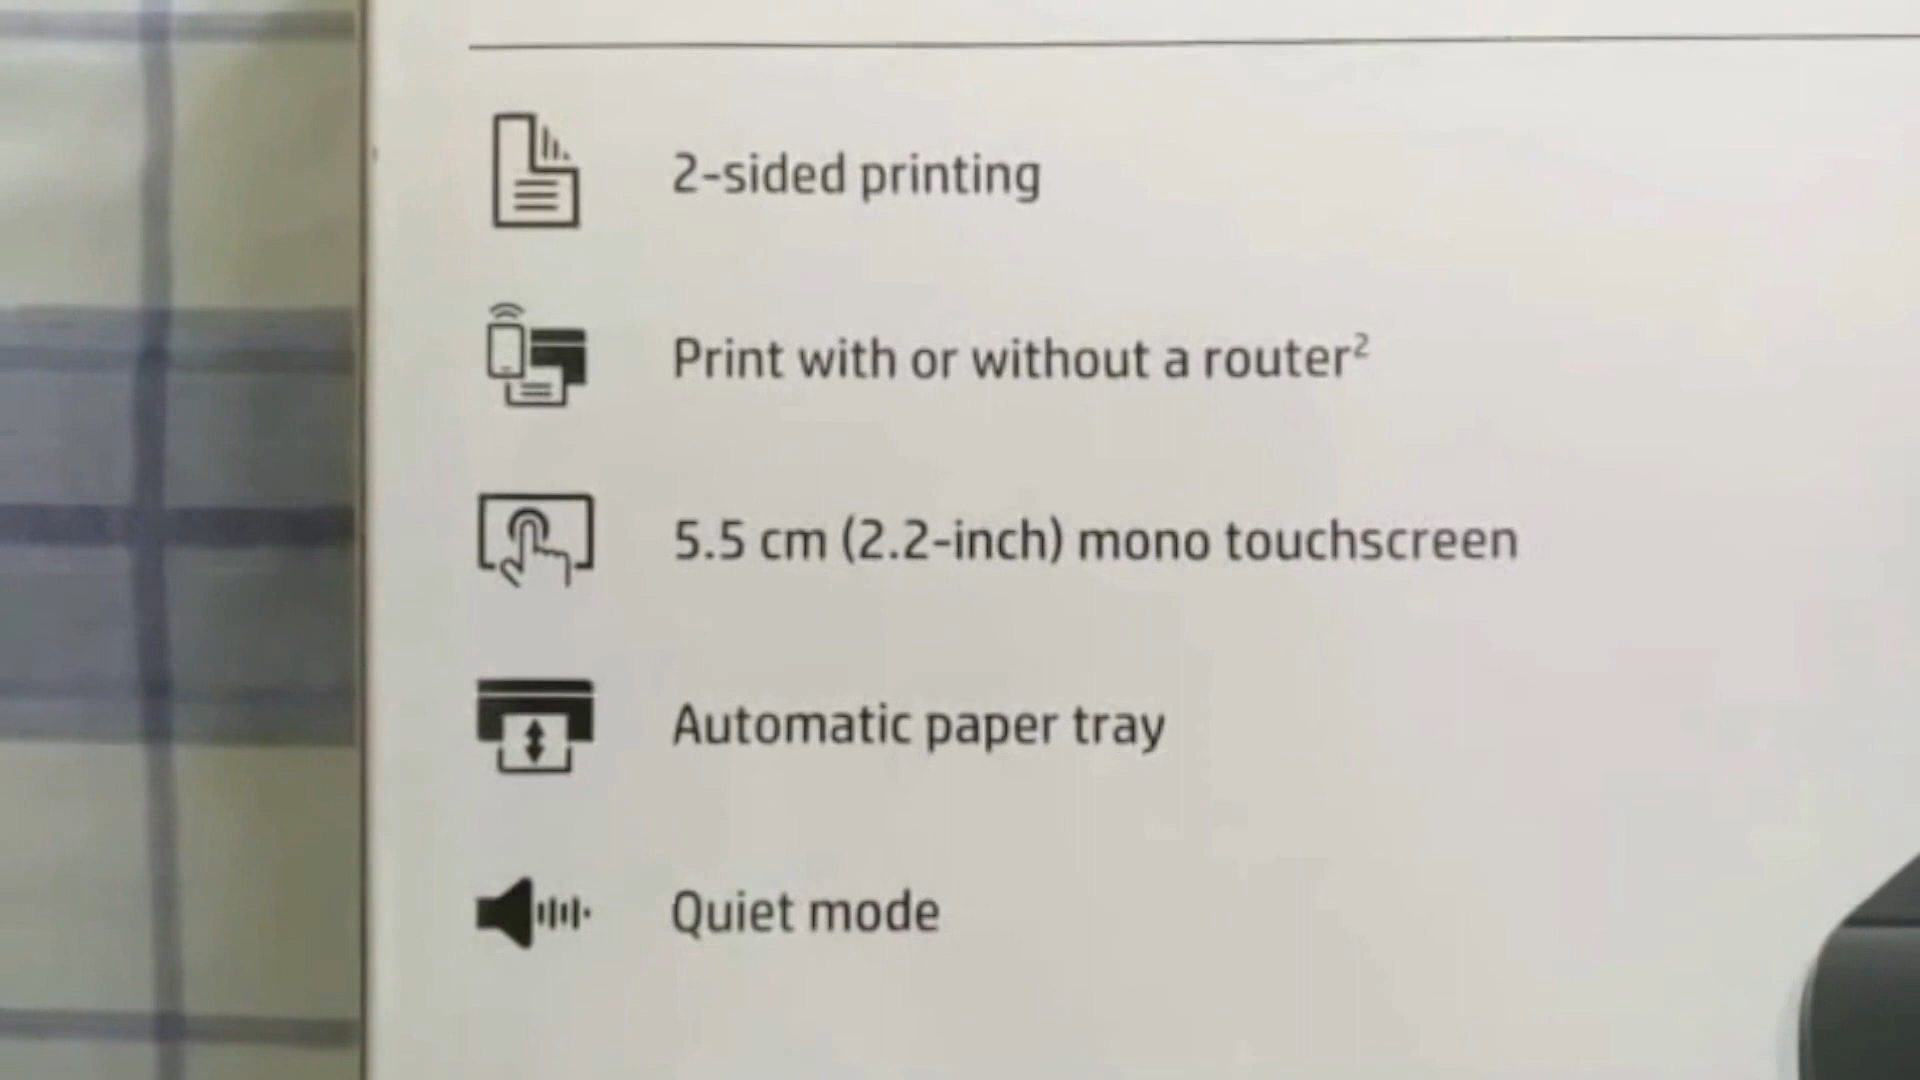 2-sided printing
Print with or without a router²
5.5 cm (2.2-inch) mono touchscreen
Automatic paper tray
Quiet mode